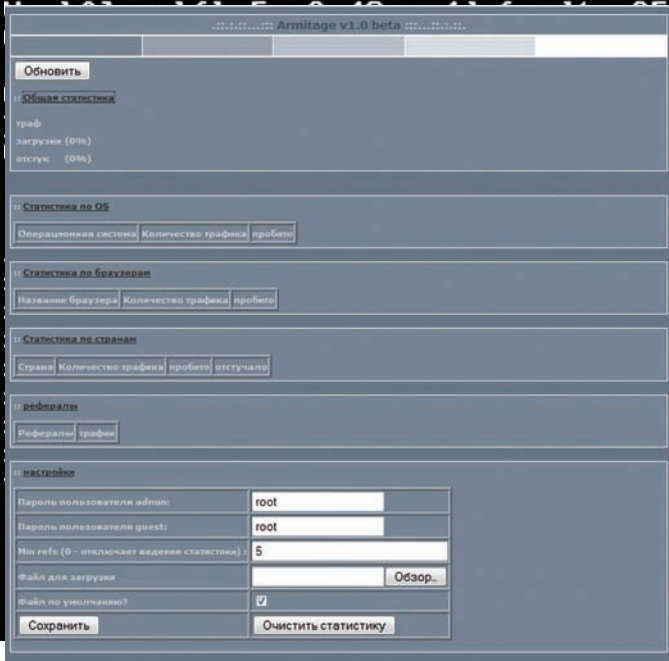 .::.:.::.::: Armitage v1.0 beta :::.::.:.::.
Обновить
:: Общая статистика
траф
загрузки (0%)
отстук (0%)
:: Статистика по OS
Операционная система Количество трафика пробито
:: Статистика по браузерам
Название браузера Количество трафика пробито
:: Статистика по странам
Страна Количество трафика пробито отстучало
:: рефералы
Рефералы трафик
:: настройки
Пароль пользователя admin: root
Пароль пользователя guest: root
Min refs (0 - отключает ведение статистики) : 5
Файл для загрузки Обзор..
Файл по умолчанию?
Сохранить Очистить статистику